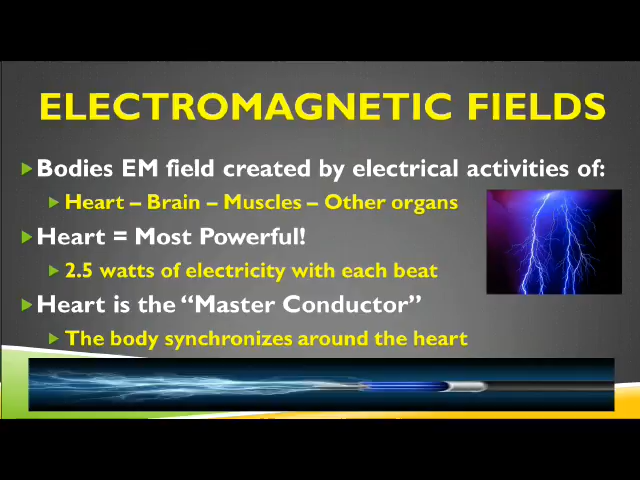 ELECTROMAGNETIC FIELDS
Bodies EM field created by electrical activities of:
Heart – Brain – Muscles – Other organs
Heart = Most Powerful!
2.5 watts of electricity with each beat
Heart is the “Master Conductor”
The body synchronizes around the heart